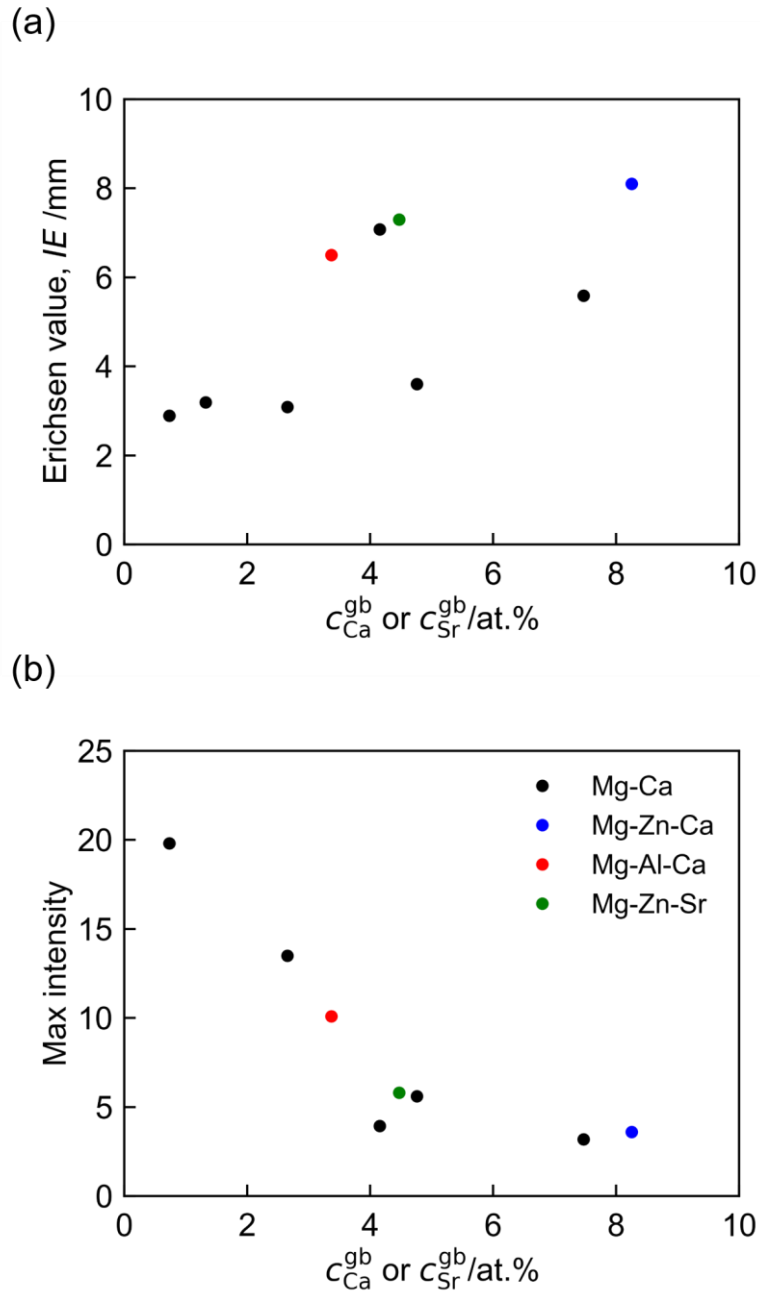 (a)
10
8
6
4
2
0
Erichsen value, IE /mm
0 2 4 6 8 10
c_Ca^gb or c_Sr^gb/at.%
(b)
25
20
15
10
5
0
Max intensity
Mg-Ca
Mg-Zn-Ca
Mg-Al-Ca
Mg-Zn-Sr
0 2 4 6 8 10
c_Ca^gb or c_Sr^gb/at.%